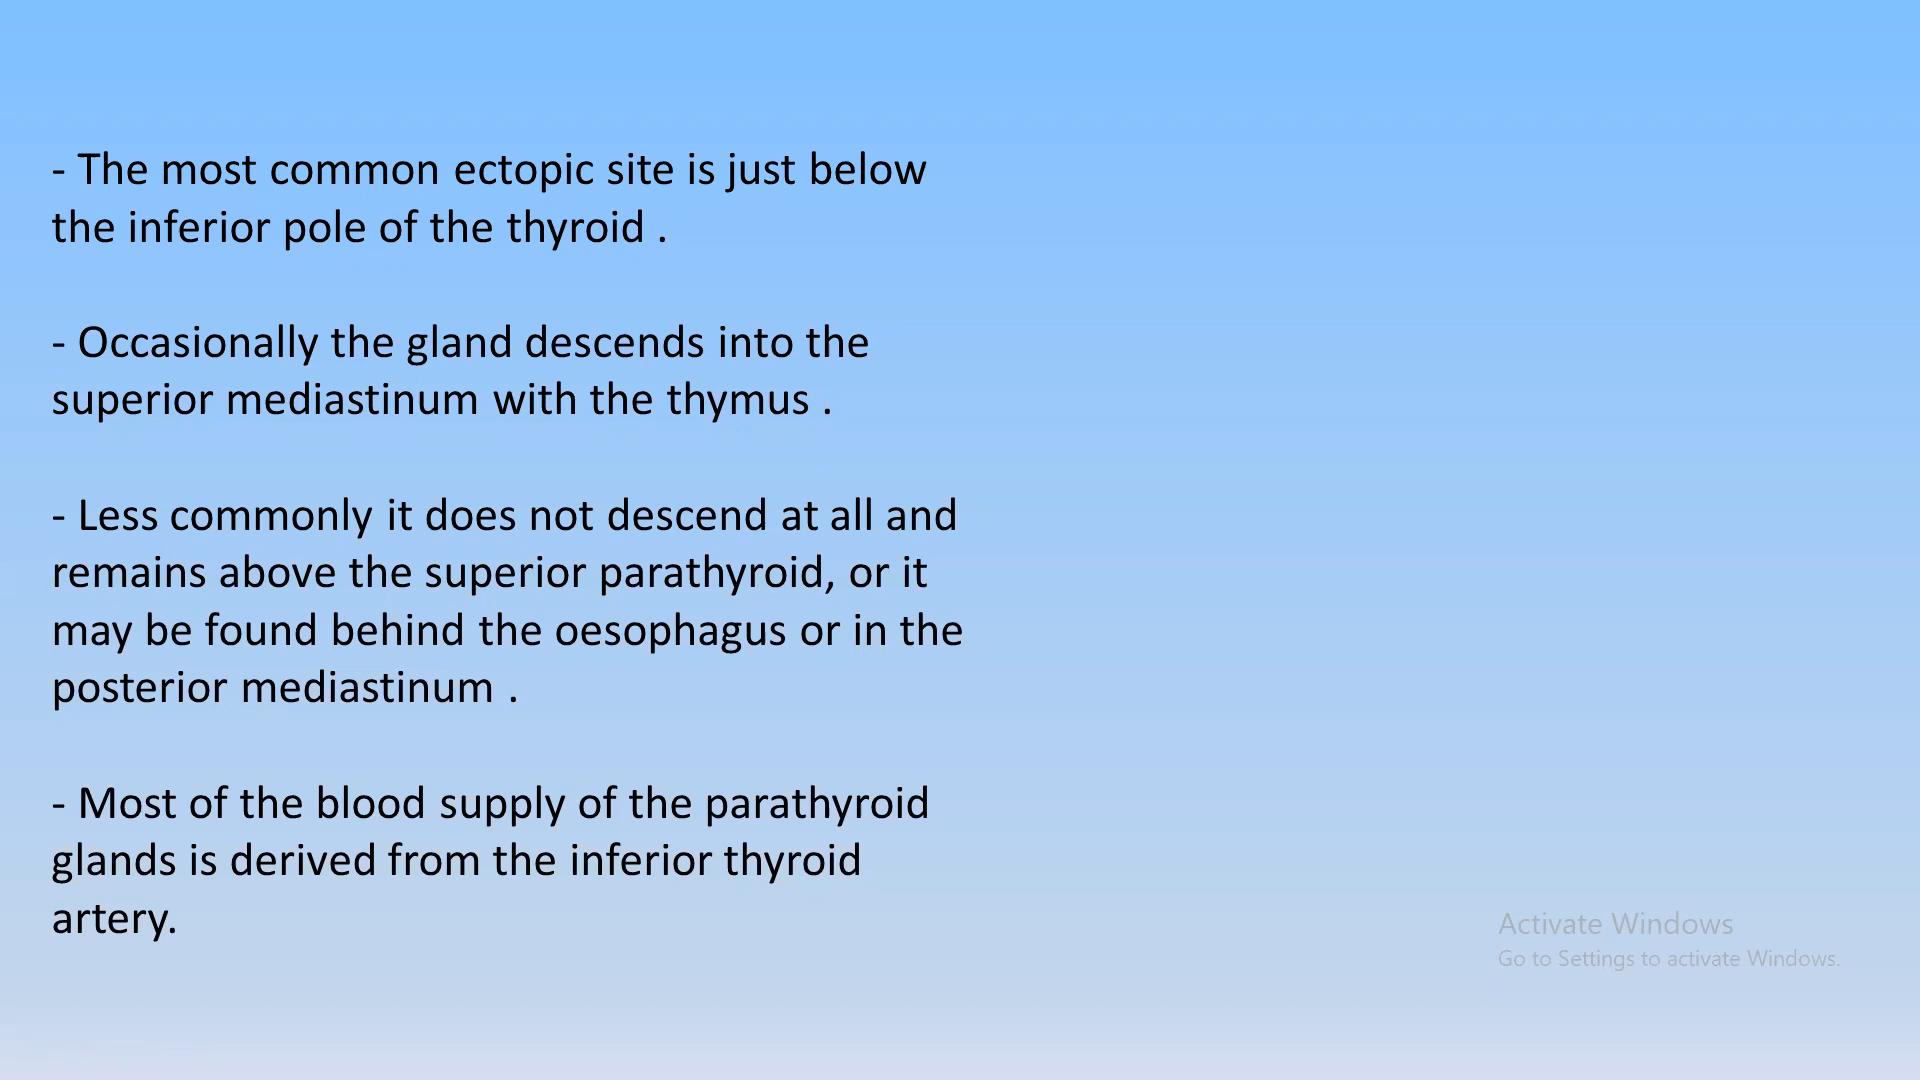 - The most common ectopic site is just below
the inferior pole of the thyroid .
- Occasionally the gland descends into the
superior mediastinum with the thymus .
- Less commonly it does not descend at all and
remains above the superior parathyroid, or it
may be found behind the oesophagus or in the
posterior mediastinum .
- Most of the blood supply of the parathyroid
glands is derived from the inferior thyroid
artery.
Activate Windows
Go to Settings to activate Windows.